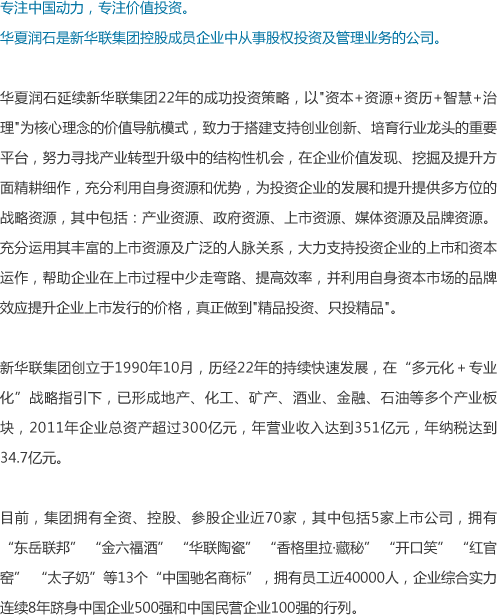 专注中国动力，专注价值投资。
华夏润石是新华联集团控股成员企业中从事股权投资及管理业务的公司。
华夏润石延续新华联集团22年的成功投资策略，以"资本+资源+资历+智慧+治
理"为核心理念的价值导航模式，致力于搭建支持创业创新、培育行业龙头的重要
平台，努力寻找产业转型升级中的结构性机会，在企业价值发现、挖掘及提升方
面精耕细作，充分利用自身资源和优势，为投资企业的发展和提升提供多方位的
战略资源，其中包括：产业资源、政府资源、上市资源、媒体资源及品牌资源。
充分运用其丰富的上市资源及广泛的人脉关系，大力支持投资企业的上市和资本
运作，帮助企业在上市过程中少走弯路、提高效率，并利用自身资本市场的品牌
效应提升企业上市发行的价格，真正做到"精品投资、只投精品"。
新华联集团创立于1990年10月，历经22年的持续快速发展，在“多元化＋专业
化”战略指引下，已形成地产、化工、矿产、酒业、金融、石油等多个产业板
块，2011年企业总资产超过300亿元，年营业收入达到351亿元，年纳税达到
34.7亿元。
目前，集团拥有全资、控股、参股企业近70家，其中包括5家上市公司，拥有
“东岳联邦”“金六福酒”“华联陶瓷”“香格里拉·藏秘”“开口笑”“红官
窑”“太子奶”等13个“中国驰名商标”，拥有员工近40000人，企业综合实力
连续8年跻身中国企业500强和中国民营企业100强的行列。